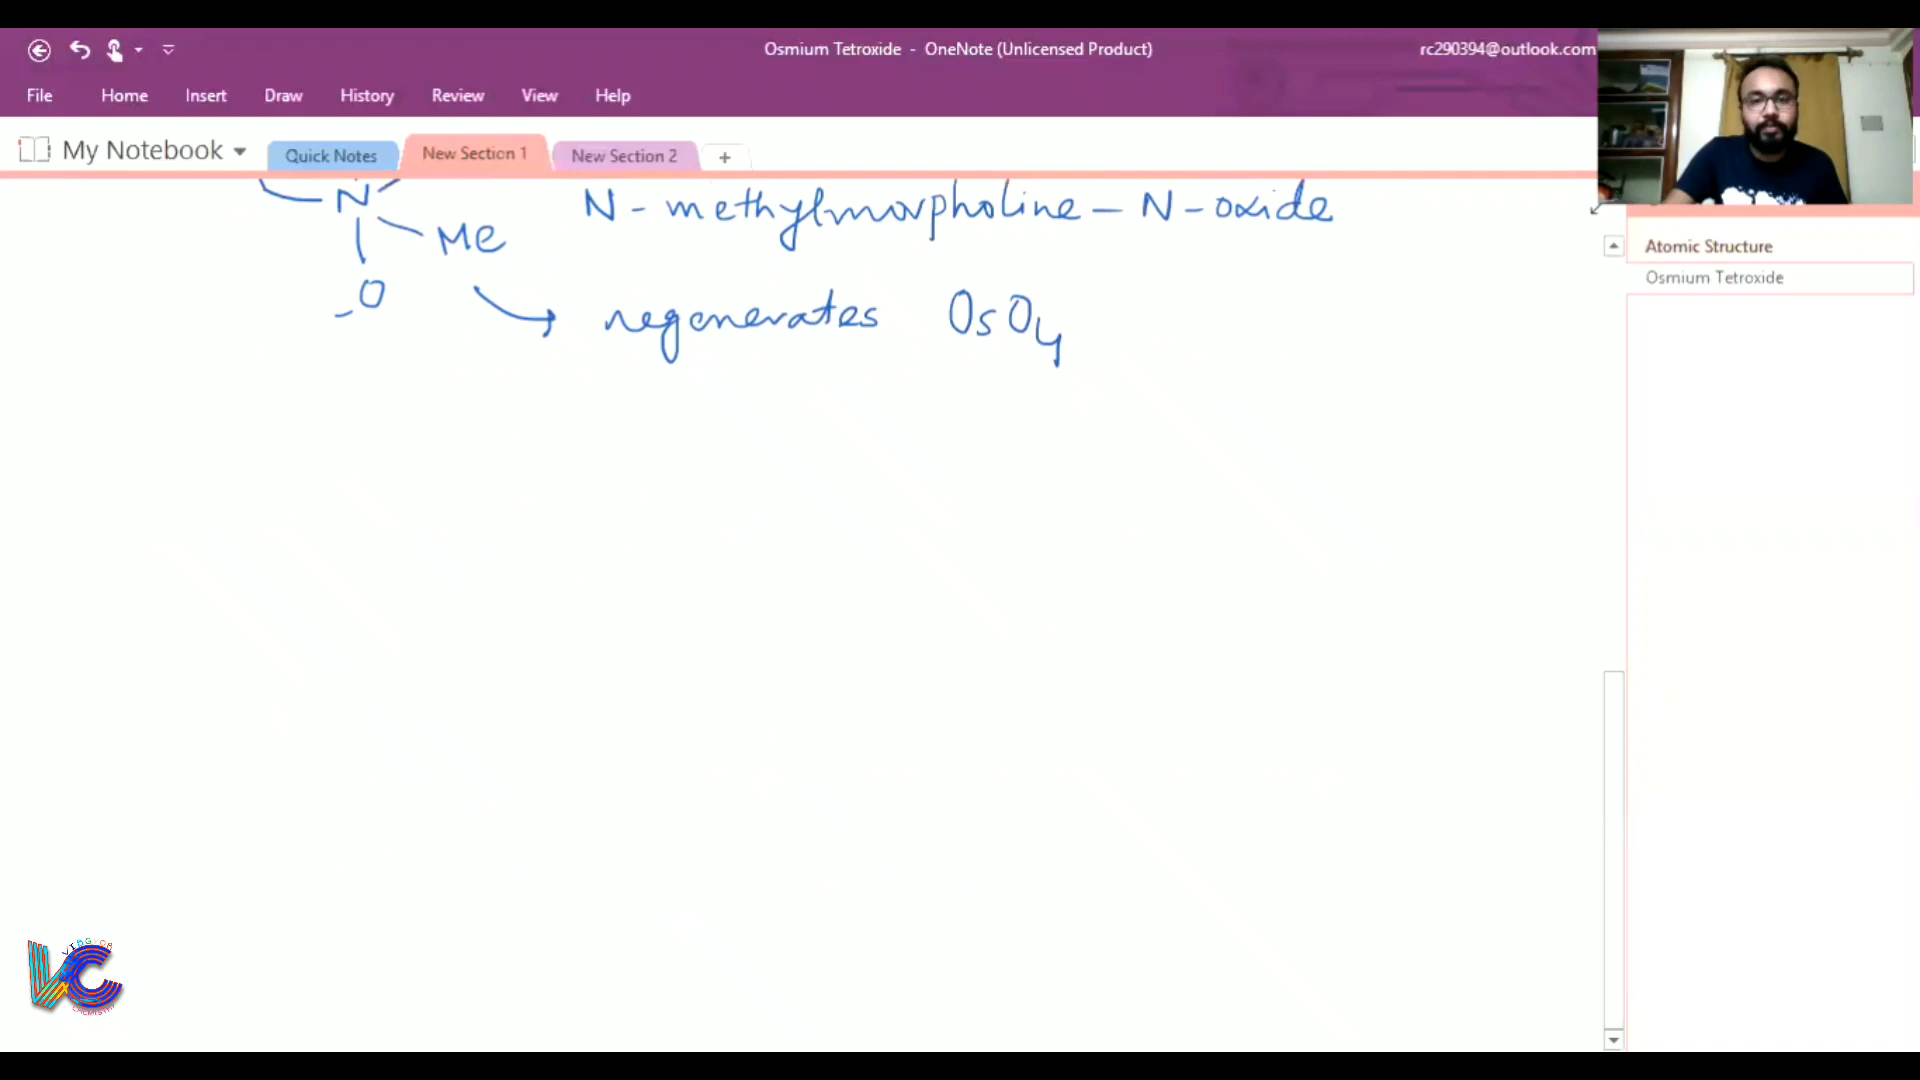 Osmium Tetroxide - OneNote (Unlicensed Product)
rc290394@outlook.com
File Home Insert Draw History Review View Help
My Notebook
Quick Notes
New Section 1
New Section 2
+
N
N-methylmorpholine-N-oxide
Me
O
regenerates OsO4
Atomic Structure
Osmium Tetroxide
VC